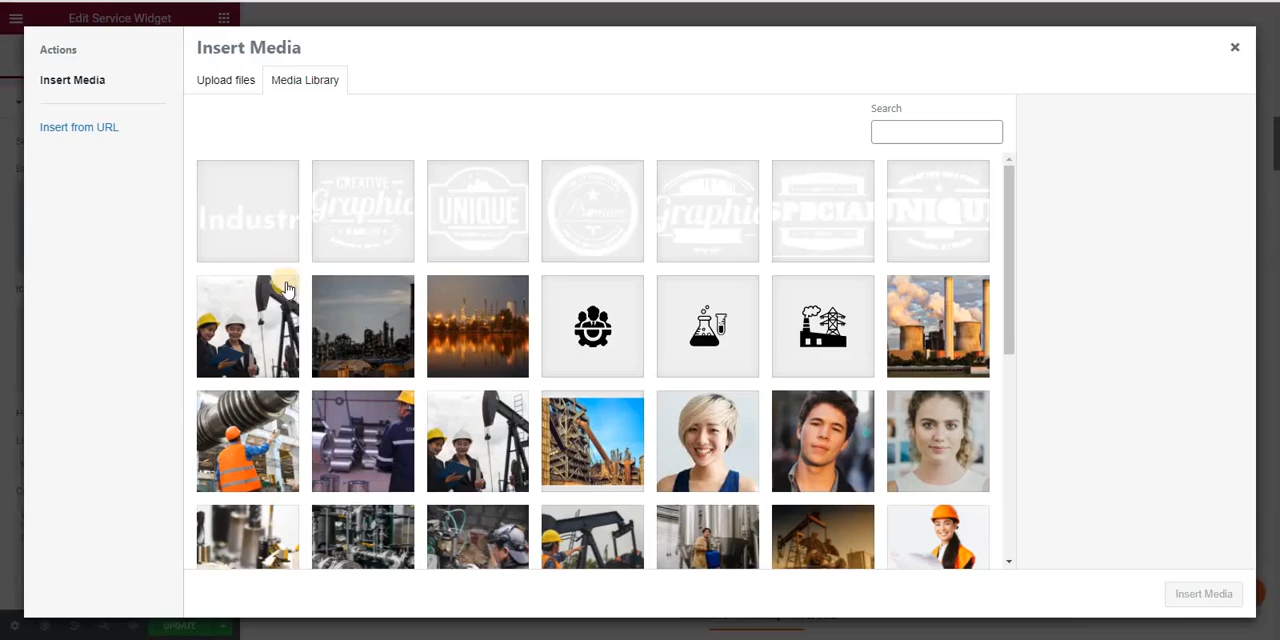 Edit Service Widget
Actions
Insert Media
Insert from URL
Insert Media
Upload files
Media Library
Search
Industr
CREATIVE
Graphic
UNIQUE
Premium
Graphic
SPECIAL
UNIQU
Insert Media
UPDATE